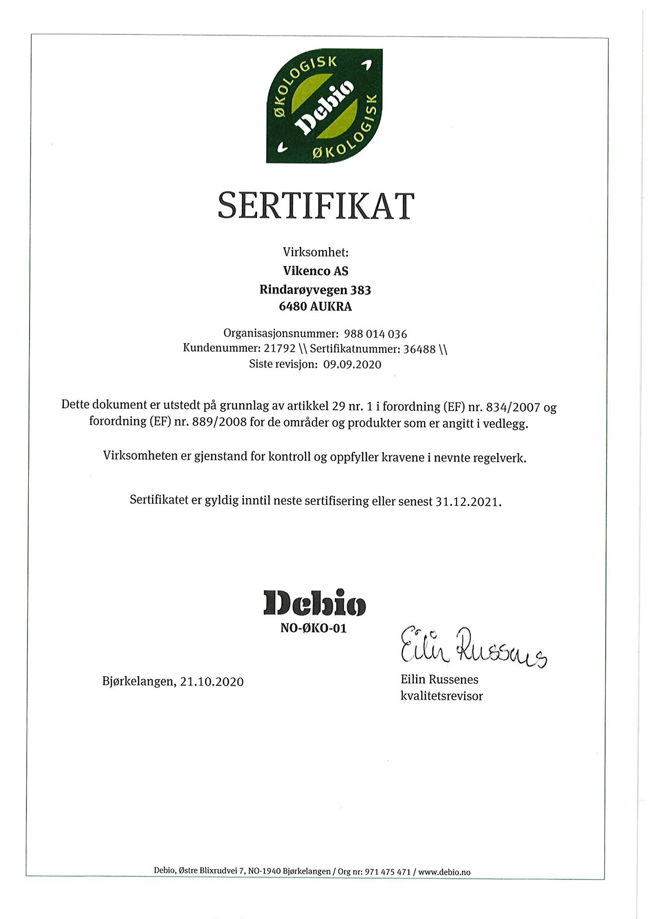 ØKOLOGISK
Debio
ØKOLOGISK
SERTIFIKAT
Virksomhet:
Vikenco AS
Rindarøyvegen 383
6480 AUKRA
Organisasjonsnummer: 988 014 036
Kundenummer: 21792 \\ Sertifikatnummer: 36488 \\
Siste revisjon: 09.09.2020
Dette dokument er utstedt på grunnlag av artikkel 29 nr. 1 i forordning (EF) nr. 834/2007 og
forordning (EF) nr. 889/2008 for de områder og produkter som er angitt i vedlegg.
Virksomheten er gjenstand for kontroll og oppfyller kravene i nevnte regelverk.
Sertifikatet er gyldig inntil neste sertifisering eller senest 31.12.2021.
Debio
NO-ØKO-01
Eilin Russenes
Bjørkelangen, 21.10.2020
Eilin Russenes
kvalitetsrevisor
Debio, Østre Blixrudvei 7, NO-1940 Bjørkelangen / Org nr: 971 475 471 / www.debio.no